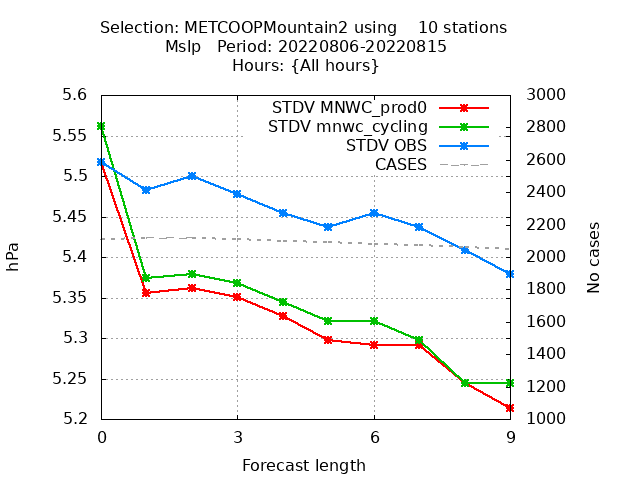 Selection: METCOOPMountain2 using    10 stations
Mslp   Period: 20220806-20220815
Hours: {All hours}
5.6
5.55
5.5
5.45
5.4
5.35
5.3
5.25
5.2
hPa
STDV MNWC_prod0
STDV mnwc_cycling
STDV OBS
CASES
3000
2800
2600
2400
2200
2000
1800
1600
1400
1200
1000
No cases
0 3 6 9
Forecast length